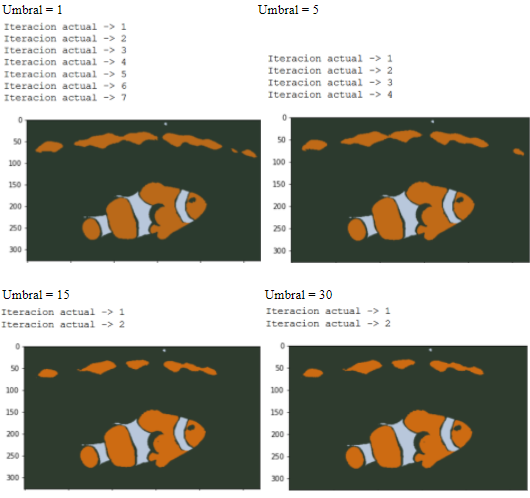 Umbral = 1
Iteracion actual -> 1
Iteracion actual -> 2
Iteracion actual -> 3
Iteracion actual -> 4
Iteracion actual -> 5
Iteracion actual -> 6
Iteracion actual -> 7
0
50
100
150
200
250
300
Umbral = 5
Iteracion actual -> 1
Iteracion actual -> 2
Iteracion actual -> 3
Iteracion actual -> 4
0
50
100
150
200
250
300
Umbral = 15
Iteracion actual -> 1
Iteracion actual -> 2
0
50
100
150
200
250
300
Umbral = 30
Iteracion actual -> 1
Iteracion actual -> 2
0
50
100
150
200
250
300